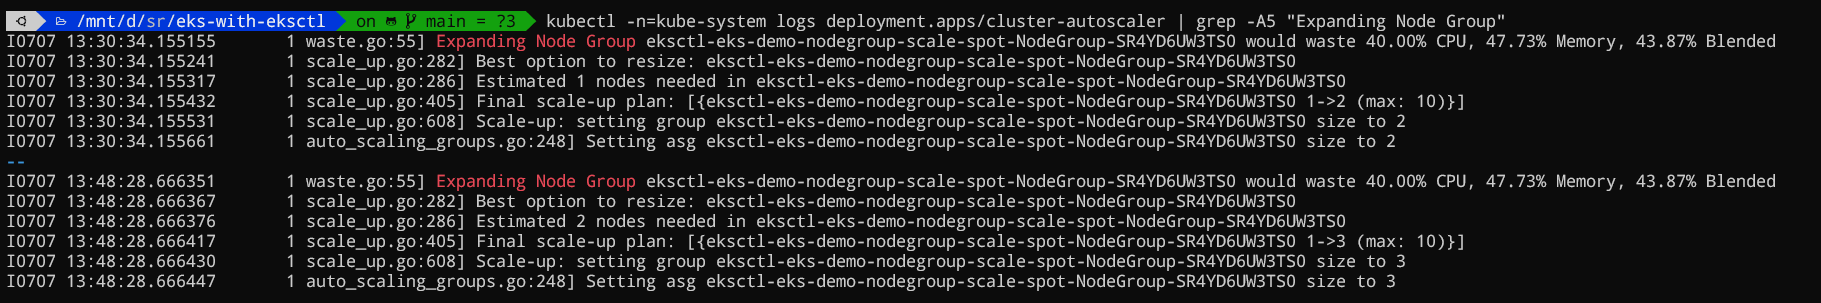 /mnt/d/sr/eks-with-eksctl on main = ?3 kubectl -n=kube-system logs deployment.apps/cluster-autoscaler | grep -A5 "Expanding Node Group"
I0707 13:30:34.155155 1 waste.go:55] Expanding Node Group eksctl-eks-demo-nodegroup-scale-spot-NodeGroup-SR4YD6UW3TS0 would waste 40.00% CPU, 47.73% Memory, 43.87% Blended
I0707 13:30:34.155241 1 scale_up.go:282] Best option to resize: eksctl-eks-demo-nodegroup-scale-spot-NodeGroup-SR4YD6UW3TS0
I0707 13:30:34.155317 1 scale_up.go:286] Estimated 1 nodes needed in eksctl-eks-demo-nodegroup-scale-spot-NodeGroup-SR4YD6UW3TS0
I0707 13:30:34.155432 1 scale_up.go:405] Final scale-up plan: [{eksctl-eks-demo-nodegroup-scale-spot-NodeGroup-SR4YD6UW3TS0 1->2 (max: 10)}]
I0707 13:30:34.155531 1 scale_up.go:608] Scale-up: setting group eksctl-eks-demo-nodegroup-scale-spot-NodeGroup-SR4YD6UW3TS0 size to 2
I0707 13:30:34.155661 1 auto_scaling_groups.go:248] Setting asg eksctl-eks-demo-nodegroup-scale-spot-NodeGroup-SR4YD6UW3TS0 size to 2
--
I0707 13:48:28.666351 1 waste.go:55] Expanding Node Group eksctl-eks-demo-nodegroup-scale-spot-NodeGroup-SR4YD6UW3TS0 would waste 40.00% CPU, 47.73% Memory, 43.87% Blended
I0707 13:48:28.666367 1 scale_up.go:282] Best option to resize: eksctl-eks-demo-nodegroup-scale-spot-NodeGroup-SR4YD6UW3TS0
I0707 13:48:28.666376 1 scale_up.go:286] Estimated 2 nodes needed in eksctl-eks-demo-nodegroup-scale-spot-NodeGroup-SR4YD6UW3TS0
I0707 13:48:28.666417 1 scale_up.go:405] Final scale-up plan: [{eksctl-eks-demo-nodegroup-scale-spot-NodeGroup-SR4YD6UW3TS0 1->3 (max: 10)}]
I0707 13:48:28.666430 1 scale_up.go:608] Scale-up: setting group eksctl-eks-demo-nodegroup-scale-spot-NodeGroup-SR4YD6UW3TS0 size to 3
I0707 13:48:28.666447 1 auto_scaling_groups.go:248] Setting asg eksctl-eks-demo-nodegroup-scale-spot-NodeGroup-SR4YD6UW3TS0 size to 3